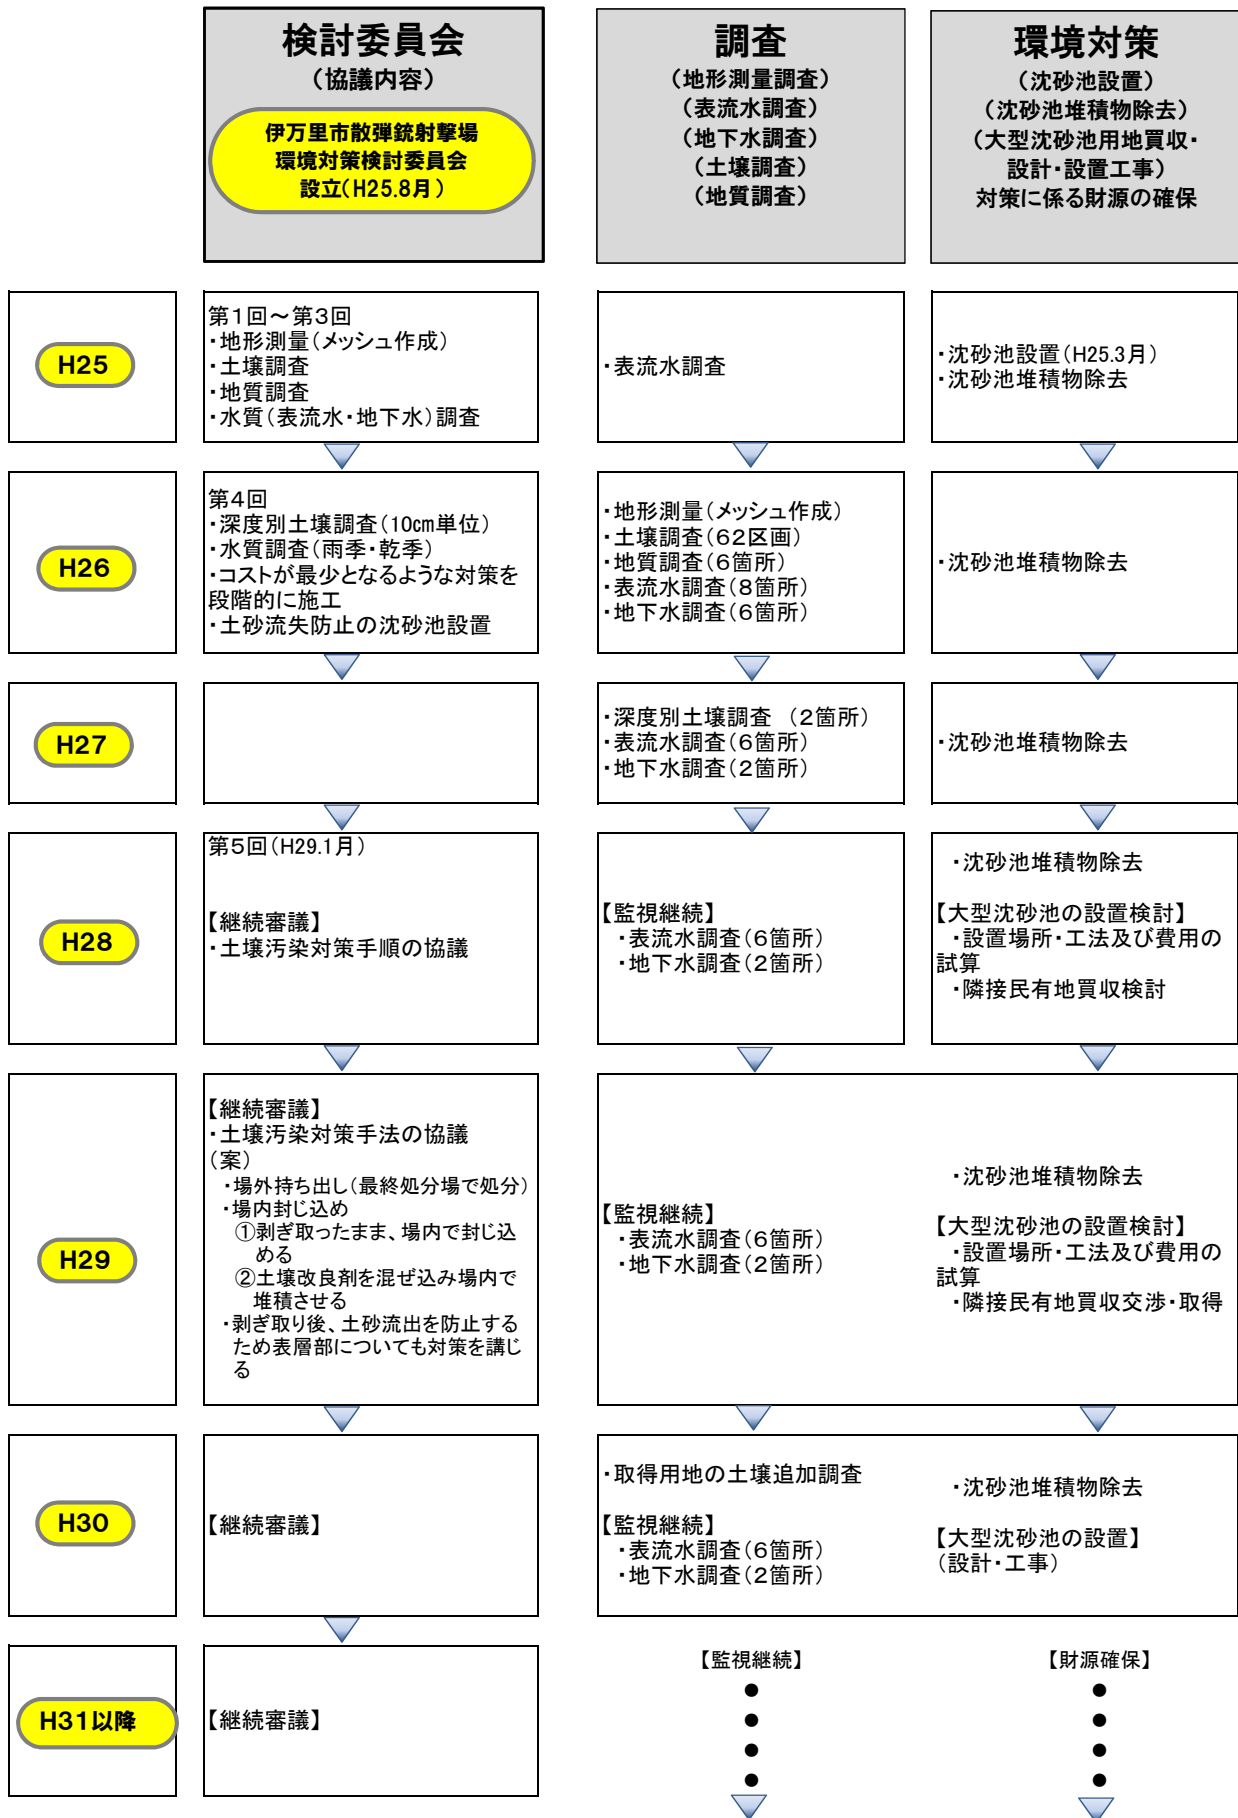 検討委員会
（協議内容）
伊万里市散弾銃射撃場
環境対策検討委員会
設立（H25.8月）
調査
（地形測量調査）
（表流水調査）
（地下水調査）
（土壌調査）
（地質調査）
環境対策
（沈砂池設置）
（沈砂池堆積物除去）
（大型沈砂池用地買収・
設計・設置工事）
対策に係る財源の確保
H25
第１回～第３回
・地形測量（メッシュ作成）
・土壌調査
・地質調査
・水質（表流水・地下水）調査
・表流水調査
・沈砂池設置（H25.3月）
・沈砂池堆積物除去
H26
第４回
・深度別土壌調査（10㎝単位）
・水質調査（雨季・乾季）
・コストが最少となるような対策を
段階的に施工
・土砂流失防止の沈砂池設置
・地形測量（メッシュ作成）
・土壌調査（６２区画）
・地質調査（６箇所）
・表流水調査（８箇所）
・地下水調査（６箇所）
・沈砂池堆積物除去
H27
・深度別土壌調査　（２箇所）
・表流水調査（６箇所）
・地下水調査（２箇所）
・沈砂池堆積物除去
H28
第５回（H29.1月）
【継続審議】
・土壌汚染対策手順の協議
【監視継続】
・表流水調査（６箇所）
・地下水調査（２箇所）
・沈砂池堆積物除去
【大型沈砂池の設置検討】
・設置場所・工法及び費用の
試算
・隣接民有地買収検討
H29
【継続審議】
・土壌汚染対策手法の協議
（案）
・場外持ち出し（最終処分場で処分）
・場内封じ込め
①剥ぎ取ったまま、場内で封じ込
める
②土壌改良剤を混ぜ込み場内で
堆積させる
・剥ぎ取り後、土砂流出を防止する
ため表層部についても対策を講じ
る
【監視継続】
・表流水調査（６箇所）
・地下水調査（２箇所）
・沈砂池堆積物除去
【大型沈砂池の設置検討】
・設置場所・工法及び費用の
試算
・隣接民有地買収交渉・取得
H30
【継続審議】
・取得用地の土壌追加調査
【監視継続】
・表流水調査（６箇所）
・地下水調査（２箇所）
・沈砂池堆積物除去
【大型沈砂池の設置】
（設計・工事）
H31以降
【継続審議】
【監視継続】
【財源確保】